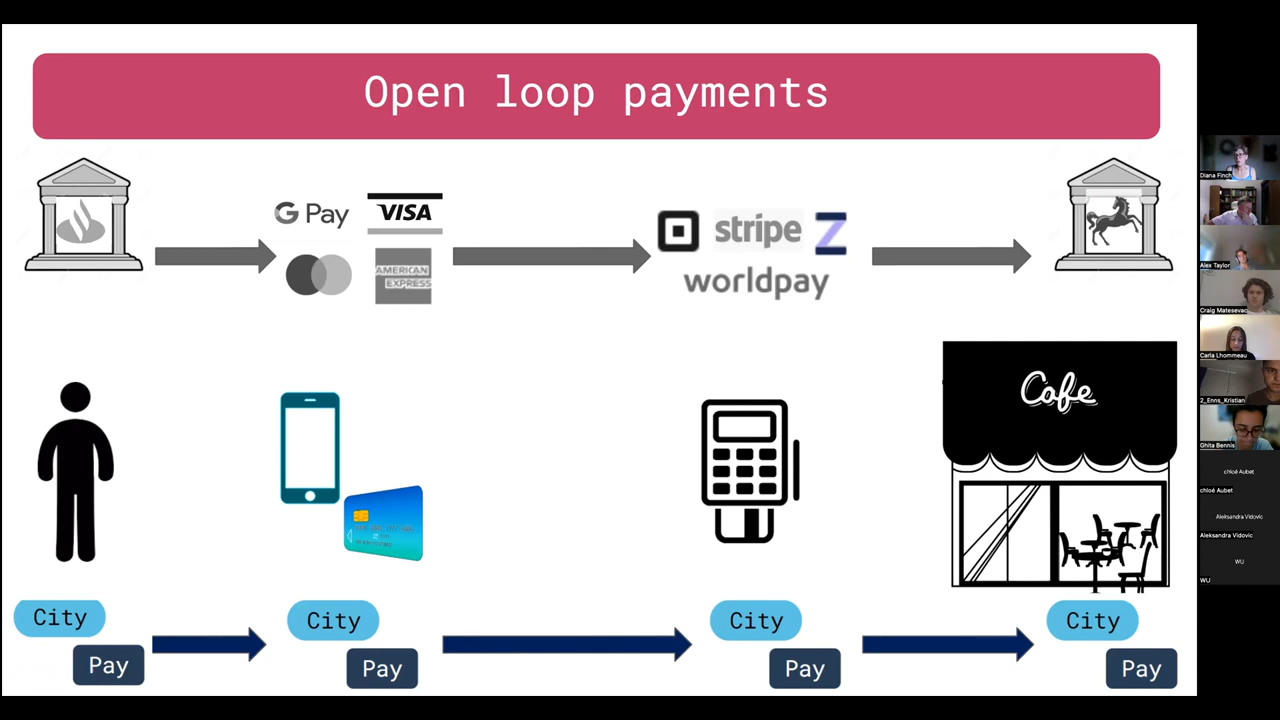 Open loop payments
G Pay
VISA
AMERICAN
EXPRESS
stripe
worldpay
Cafe
City
Pay
City
Pay
City
Pay
City
Pay
Diana Finch
Alex Taylor
Craig Matesevac
Carla Lhommeau
2_Enns_Kristian
Ghita Bennis
chloé Aubet
chloé Aubet
Aleksandra Vidovic
Aleksandra Vidovic
WU
WU